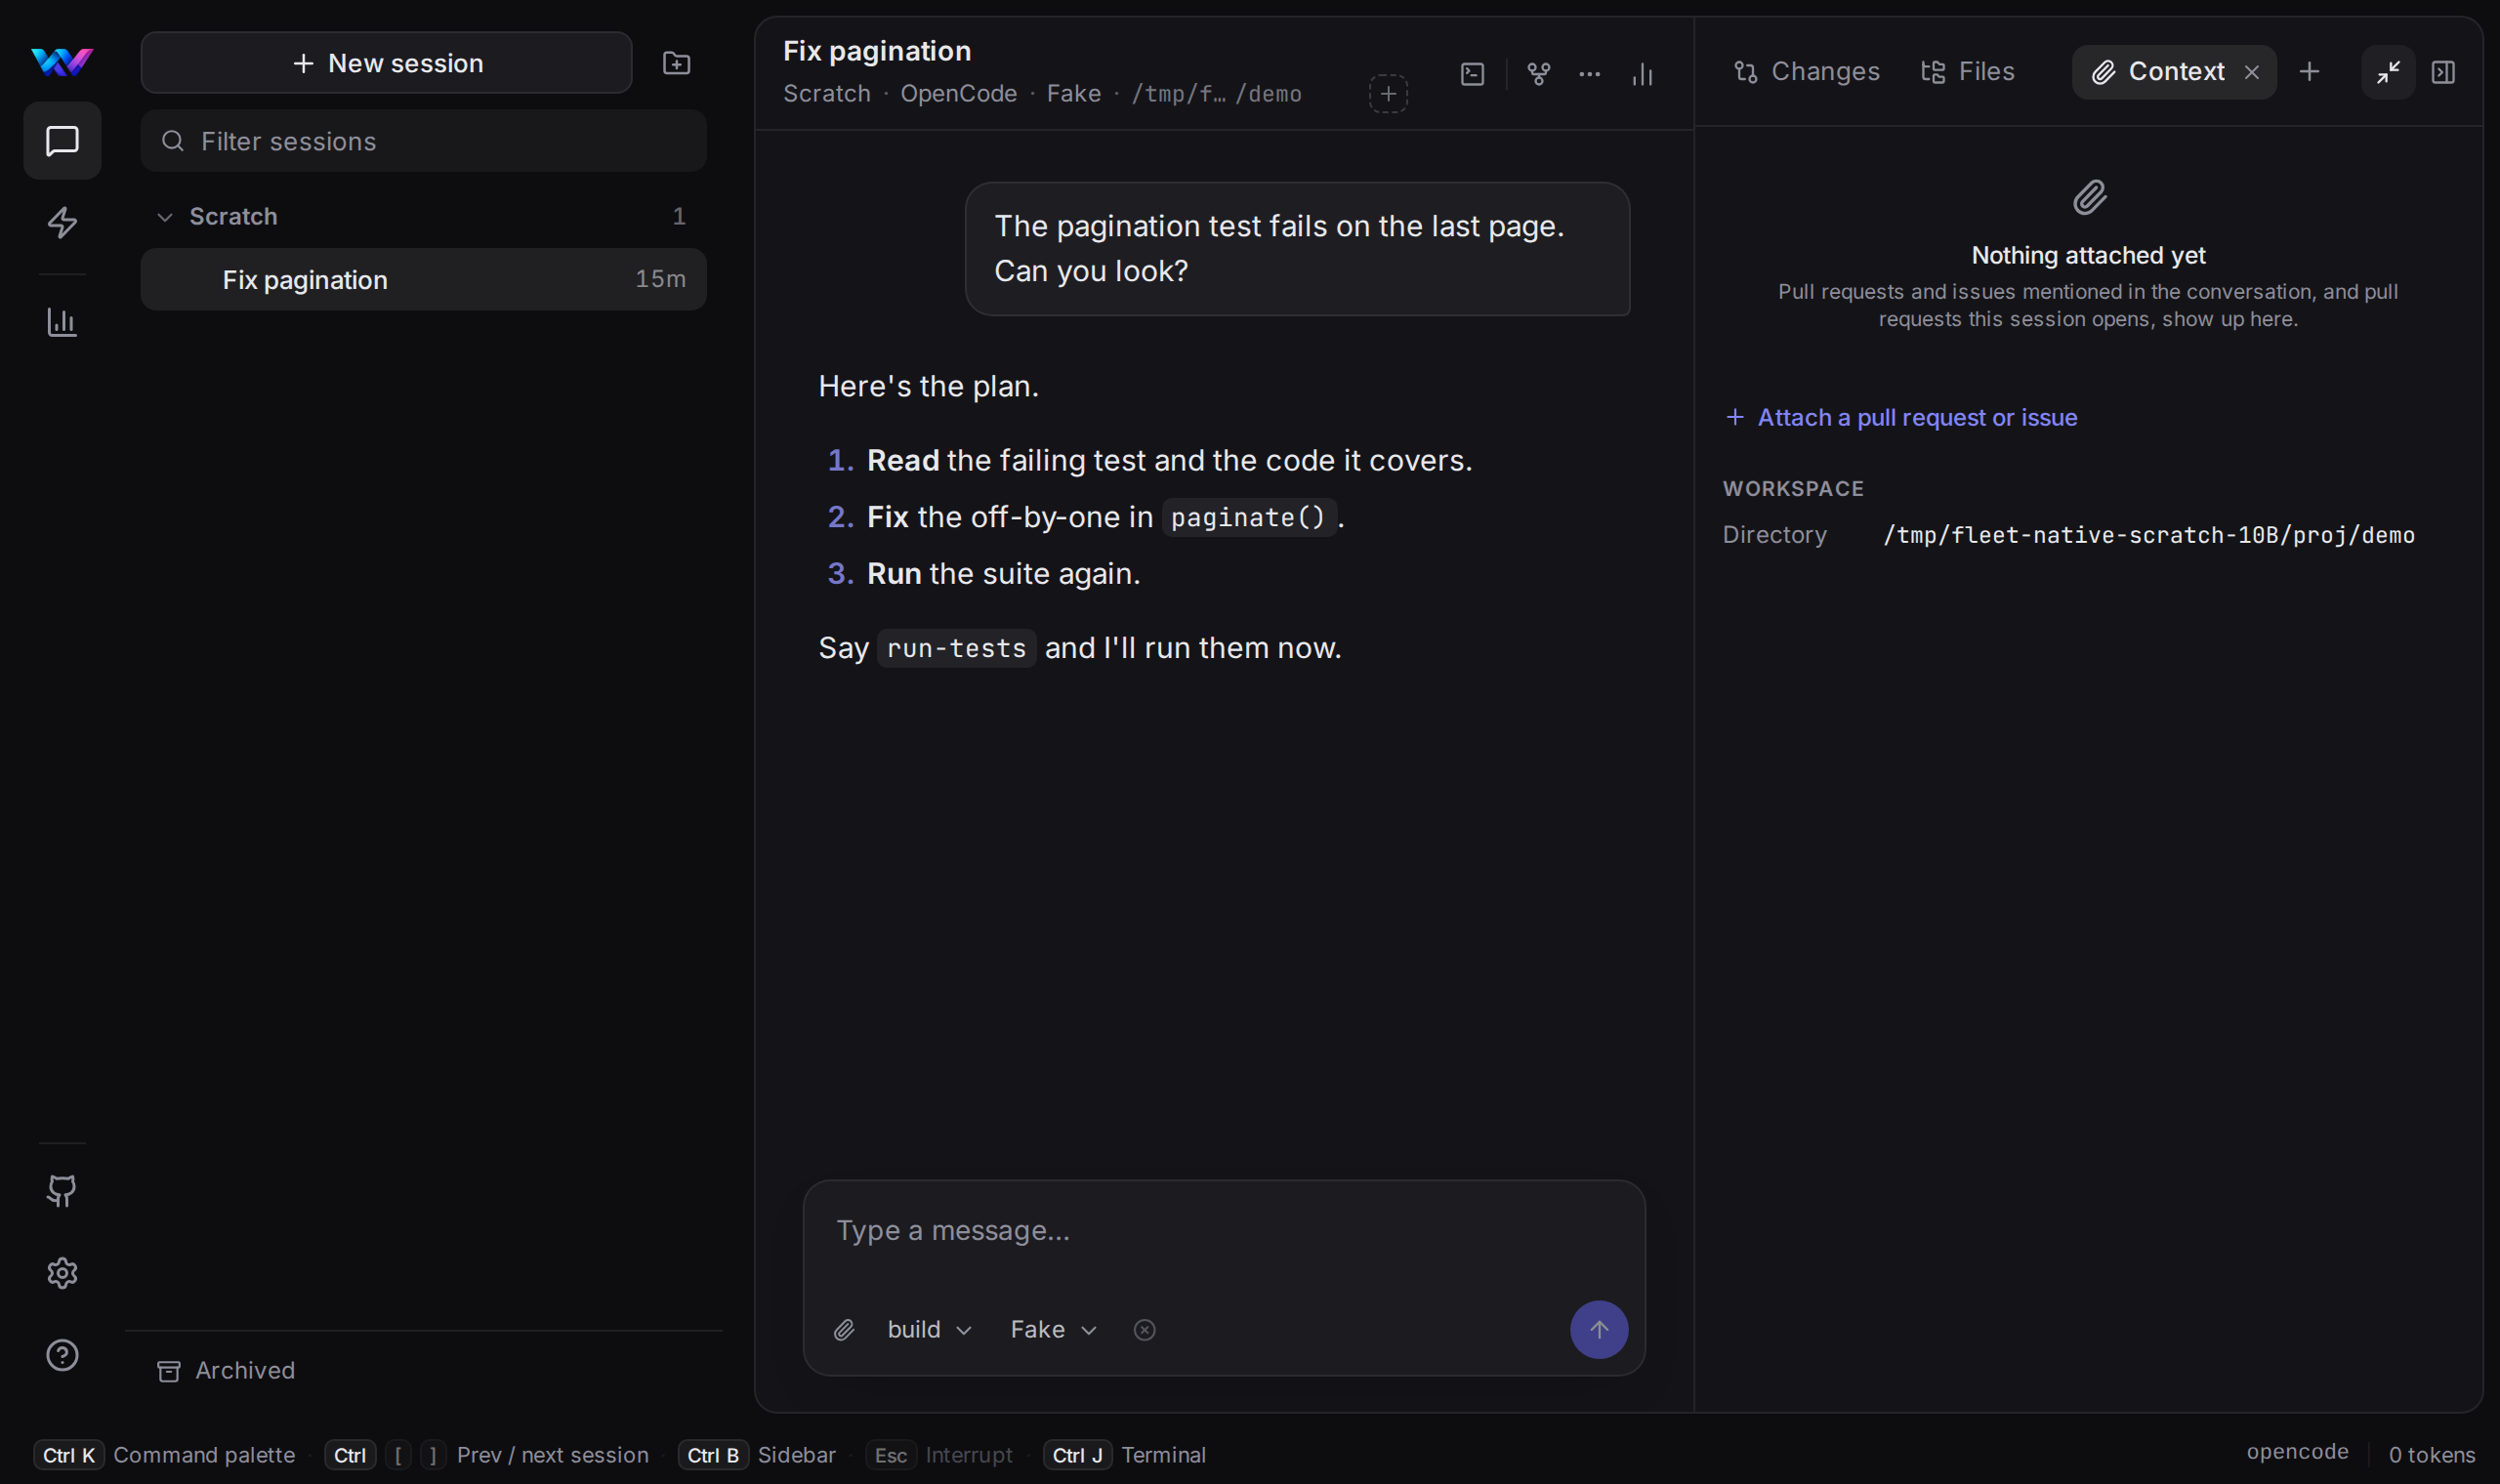 New session
Filter sessions
Scratch 1
Fix pagination 15m
Archived
Fix pagination
Scratch · OpenCode · Fake · /tmp/f… /demo
The pagination test fails on the last page.
Can you look?
Here's the plan.
1. Read the failing test and the code it covers.
2. Fix the off-by-one in paginate().
3. Run the suite again.
Say run-tests and I'll run them now.
Type a message...
build Fake
Changes Files Context
Nothing attached yet
Pull requests and issues mentioned in the conversation, and pull
requests this session opens, show up here.
+ Attach a pull request or issue
WORKSPACE
Directory /tmp/fleet-native-scratch-10B/proj/demo
Ctrl K Command palette · Ctrl [ ] Prev / next session · Ctrl B Sidebar · Esc Interrupt · Ctrl J Terminal
opencode 0 tokens